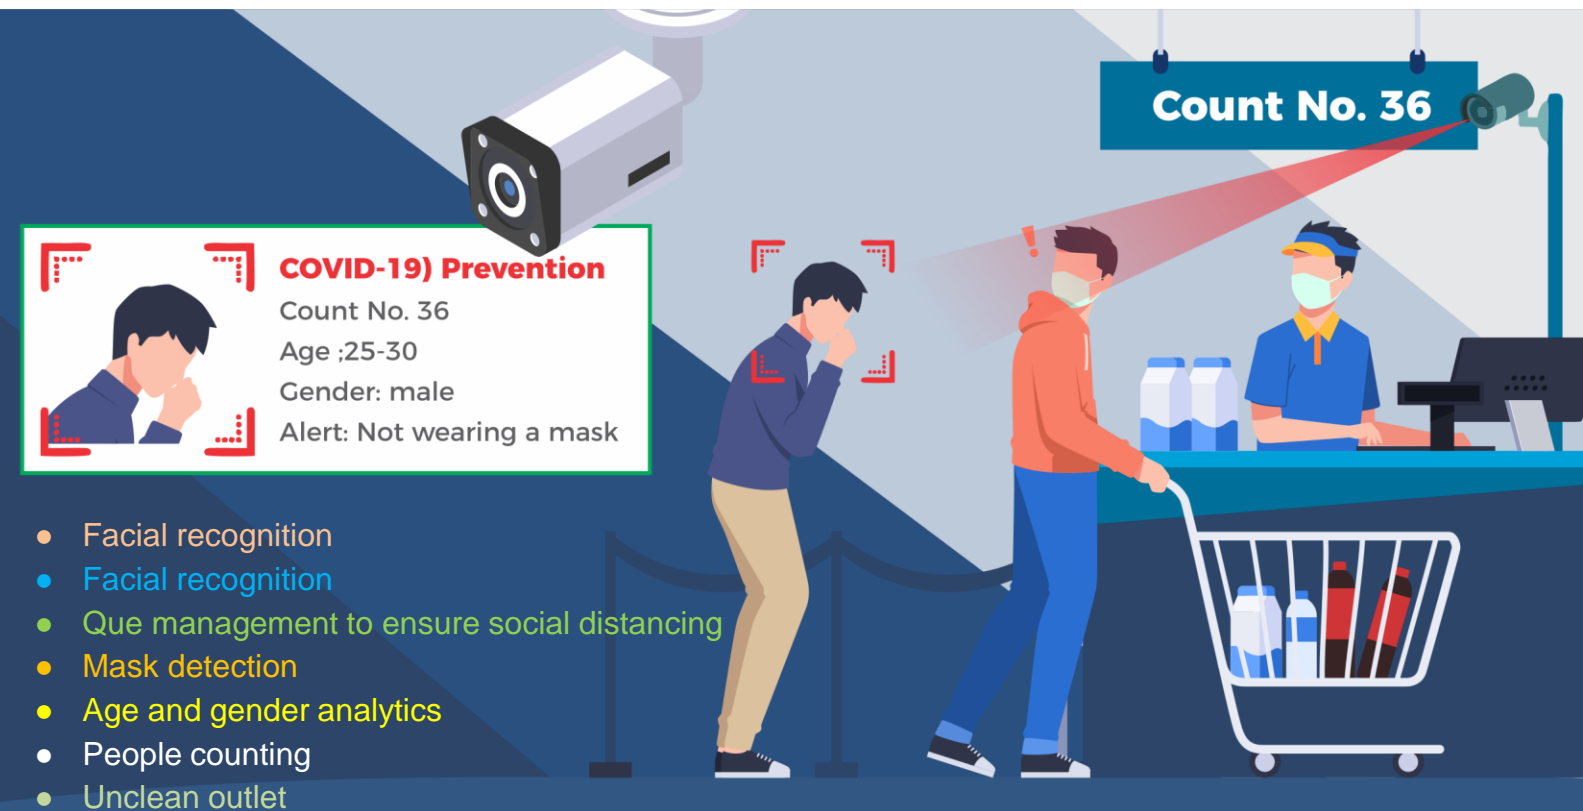 Count No. 36
COVID-19) Prevention
Count No. 36
Age ;25-30
Gender: male
Alert: Not wearing a mask
● Facial recognition
● Facial recognition
● Que management to ensure social distancing
● Mask detection
● Age and gender analytics
● People counting
● Unclean outlet